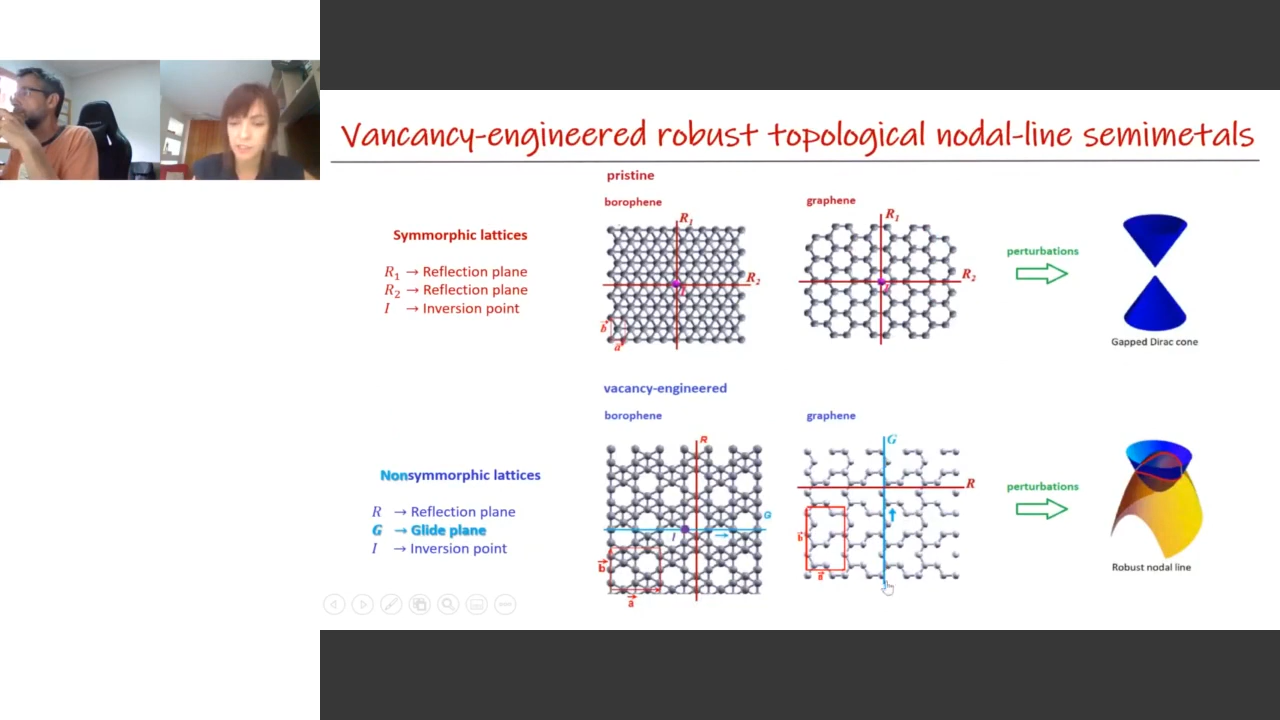 Vancancy-engineered robust topological nodal-line semimetals
pristine
borophene
graphene
Symmorphic lattices
R₁ → Reflection plane
R₂ → Reflection plane
I → Inversion point
R₁
R₂
I
b
a
R₁
R₂
I
perturbations
Gapped Dirac cone
vacancy-engineered
borophene
graphene
Nonsymmorphic lattices
R → Reflection plane
G → Glide plane
I → Inversion point
R
G
I
b
a
G
R
b
a
perturbations
Robust nodal line